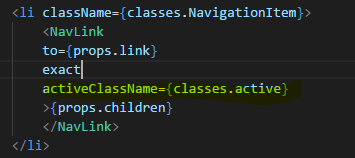 <li className={classes.NavigationItem}>
<NavLink
to={props.link}
exact
activeClassName={classes.active}
>{props.children}
</NavLink>
</li>